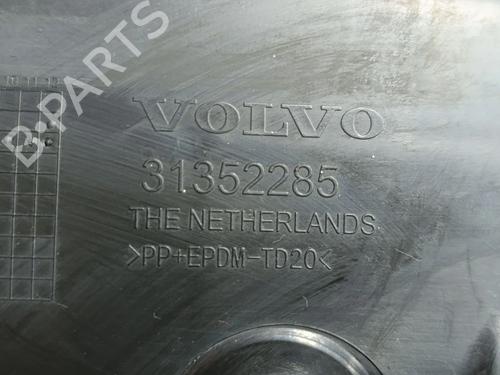 B-PARTS
VOLVO
31352285
THE NETHERLANDS
>PP+EPDM-TD20<